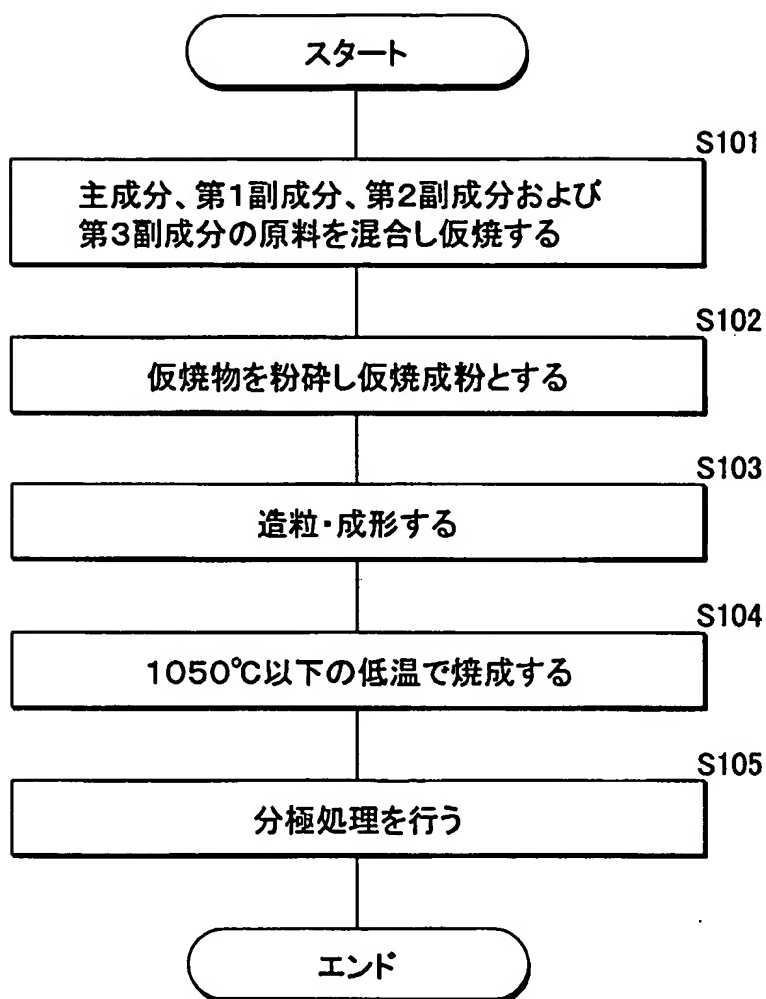 スタート
S101
主成分、第1副成分、第2副成分および
第3副成分の原料を混合し仮焼する
S102
仮焼物を粉砕し仮焼成粉とする
S103
造粒・成形する
S104
1050℃以下の低温で焼成する
S105
分極処理を行う
エンド